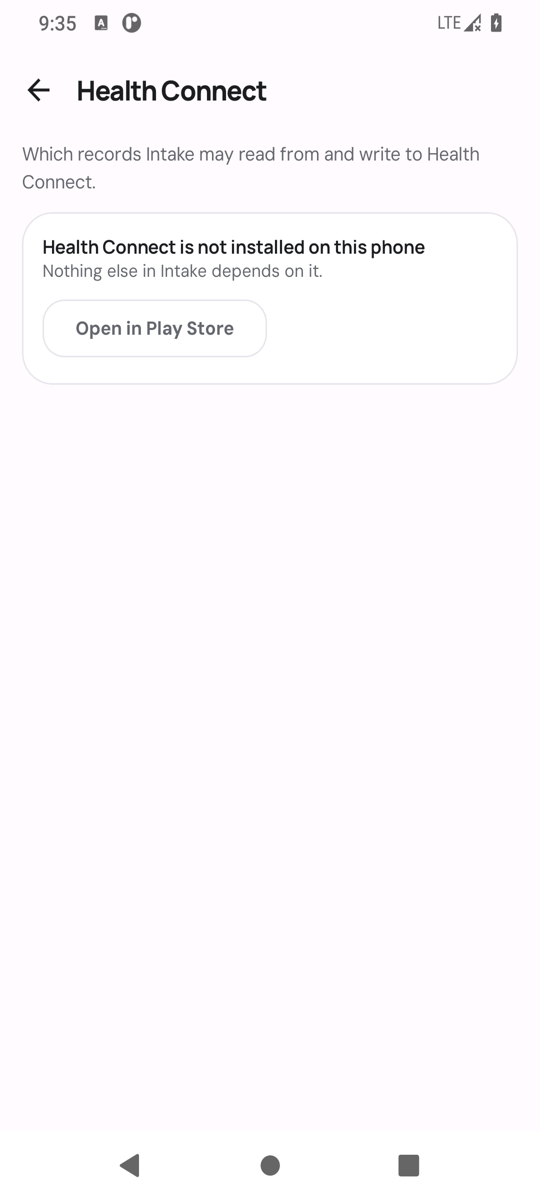 9:35
LTE
Health Connect
Which records Intake may read from and write to Health
Connect.
Health Connect is not installed on this phone
Nothing else in Intake depends on it.
Open in Play Store